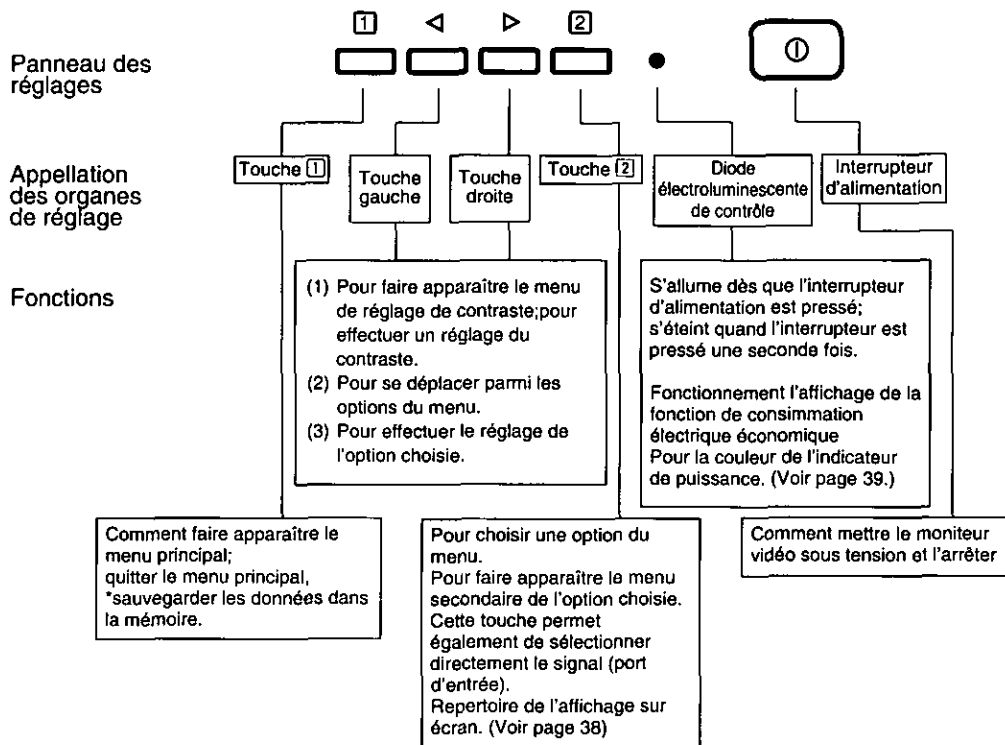 1 ◁ ▷ 2
Panneau des
réglages
Appellation
des organes
de réglage
Touche 1
Touche
gauche
Touche
droite
Touche 2
Diode
électroluminescente
de contrôle
Interrupteur
d'alimentation
Fonctions
(1) Pour faire apparaître le menu
de réglage de contraste;pour
effectuer un réglage du
contraste.
(2) Pour se déplacer parmi les
options du menu.
(3) Pour effectuer le réglage de
l'option choisie.
S'allume dès que l'interrupteur
d'alimentation est pressé;
s'éteint quand l'interrupteur est
pressé une seconde fois.
Fonctionnement l'affichage de la
fonction de consimmation
électrique économique
Pour la couleur de l'indicateur
de puissance. (Voir page 39.)
Comment faire apparaître le
menu principal;
quitter le menu principal,
*sauvegarder les données dans
la mémoire.
Pour choisir une option du
menu.
Pour faire apparaître le menu
secondaire de l'option choisie.
Cette touche permet
également de sélectionner
directement le signal (port
d'entrée).
Repertoire de l'affichage sur
écran. (Voir page 38)
Comment mettre le moniteur
vidéo sous tension et l'arrêter